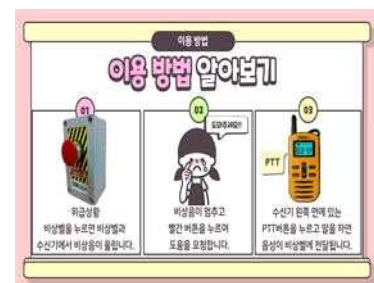 이용 방법
이용 방법 알아보기
01
위급상황
비상벨을 누르면 비상벨과
수신기에서 비상음이 울립니다.
02
도와주세요!!
비상음이 멈추고
빨간 버튼을 누르며
도움을 요청합니다.
03
PTT
수신기 왼쪽 면에 있는
PTT버튼을 누르고 말을 하면
음성이 비상벨에 전달됩니다.